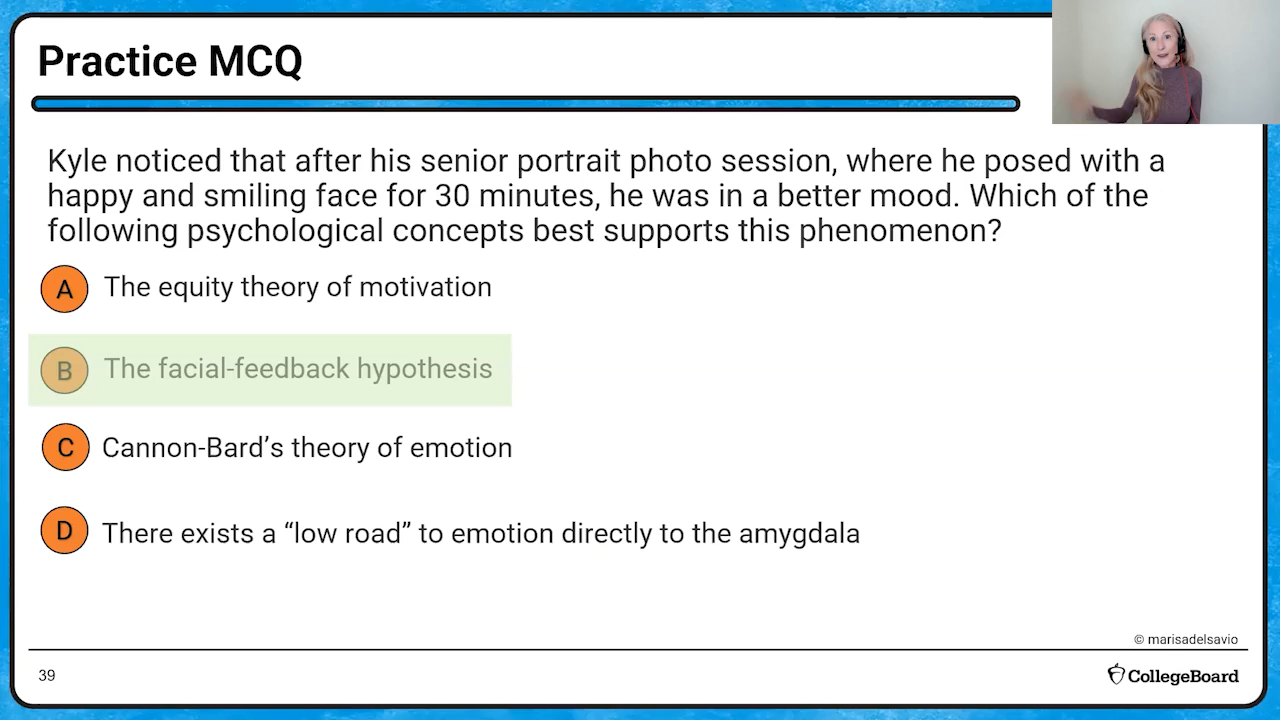 Practice MCQ
Kyle noticed that after his senior portrait photo session, where he posed with a
happy and smiling face for 30 minutes, he was in a better mood. Which of the
following psychological concepts best supports this phenomenon?
A The equity theory of motivation
B The facial-feedback hypothesis
C Cannon-Bard’s theory of emotion
D There exists a “low road” to emotion directly to the amygdala
© marisadelsavio
39
CollegeBoard